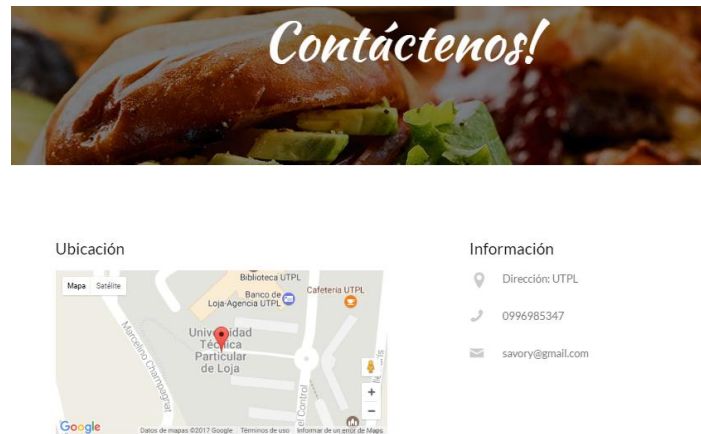 Contáctenos!
Ubicación
Mapa Satélite
Biblioteca UTPL
Banco de
Loja-Agencia UTPL
Cafetería UTPL
Universidad
Técnica
Particular
de Loja
Marcelino Champagnat
el Control
+
−
Google
Datos de mapas ©2017 Google Términos de uso Informar de un error de Maps
Información
Dirección: UTPL
0996985347
savory@gmail.com